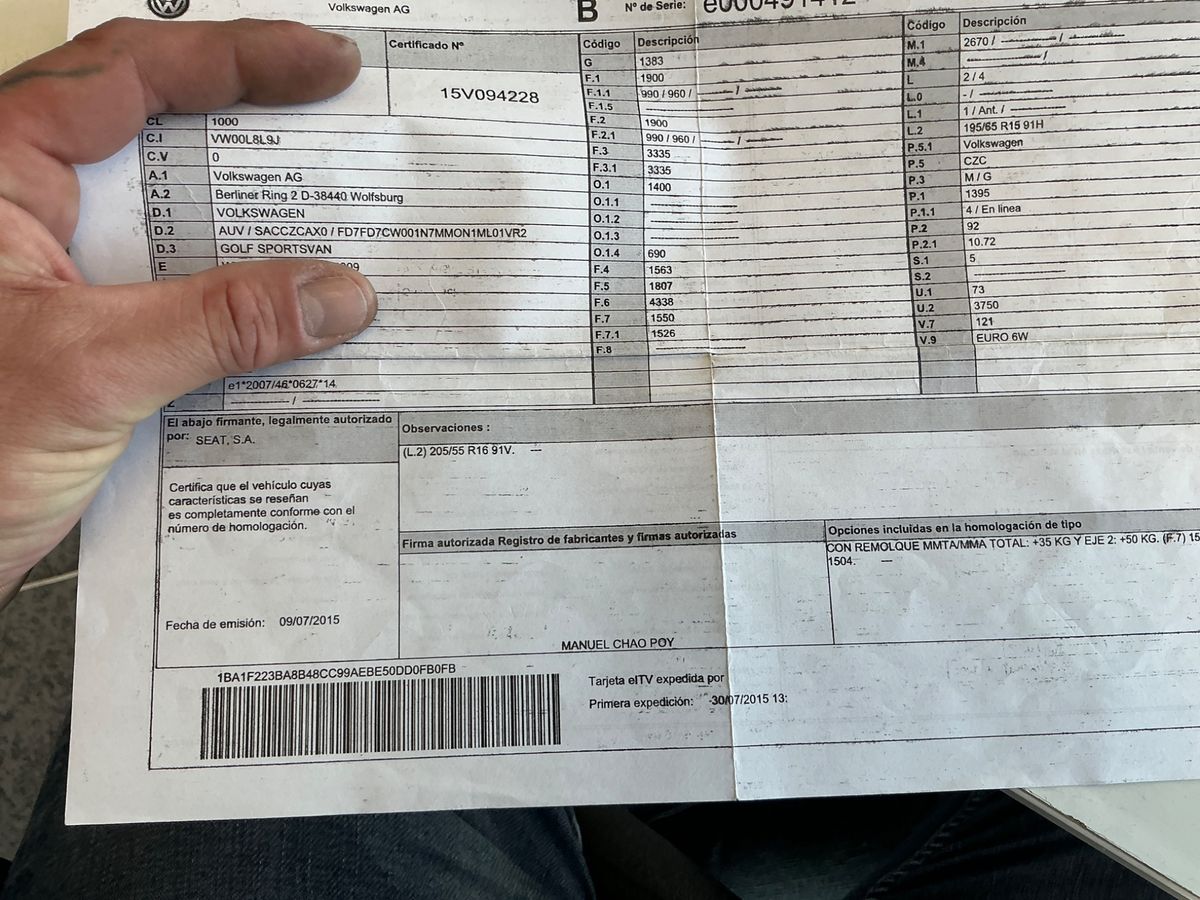 Volkswagen AG
B Nº de Serie:
Certificado Nº
15V094228
CL 1000
C.I VW00L8L9J
C.V 0
A.1 Volkswagen AG
A.2 Berliner Ring 2 D-38440 Wolfsburg
D.1 VOLKSWAGEN
D.2 AUV / SACCZCAX0 / FD7FD7CW001N7MMON1ML01VR2
D.3 GOLF SPORTSVAN
E
e1*2007/46*0627*14
/
Código Descripción
G 1383
F.1 1900
F.1.1 990 / 960 / /
F.1.5
F.2 1900
F.2.1 990 / 960 / /
F.3 3335
F.3.1 3335
O.1 1400
O.1.1
O.1.2
O.1.3
O.1.4 690
F.4 1563
F.5 1807
F.6 4338
F.7 1550
F.7.1 1526
F.8
Código Descripción
M.1 2670 / /
M.4 /
L 2 / 4
L.0 - /
L.1 1 / Ant. /
L.2 195/65 R15 91H
P.5.1 Volkswagen
P.5 CZC
P.3 M / G
P.1 1395
P.1.1 4 / En línea
P.2 92
P.2.1 10.72
S.1 5
S.2
U.1 73
U.2 3750
V.7 121
V.9 EURO 6W
El abajo firmante, legalmente autorizado
por: SEAT, S.A.
Certifica que el vehículo cuyas
características se reseñan
es completamente conforme con el
número de homologación.
Fecha de emisión: 09/07/2015
Observaciones :
(L.2) 205/55 R16 91V. —
Firma autorizada Registro de fabricantes y firmas autorizadas
MANUEL CHAO POY
Opciones incluidas en la homologación de tipo
CON REMOLQUE MMTA/MMA TOTAL: +35 KG Y EJE 2: +50 KG. (F.7) 15
1504. —
1BA1F223BA8B48CC99AEBE50DD0FB0FB
Tarjeta eITV expedida por
Primera expedición: -30/07/2015 13: